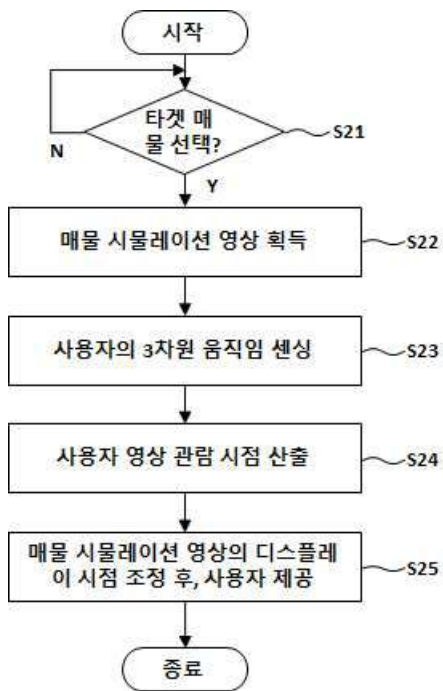 시작
타겟 매
물 선택?
S21
N
Y
매물 시물레이션 영상 획득
S22
사용자의 3차원 움직임 센싱
S23
사용자 영상 관람 시점 산출
S24
매물 시물레이션 영상의 디스플레
이 시점 조정 후, 사용자 제공
S25
종료